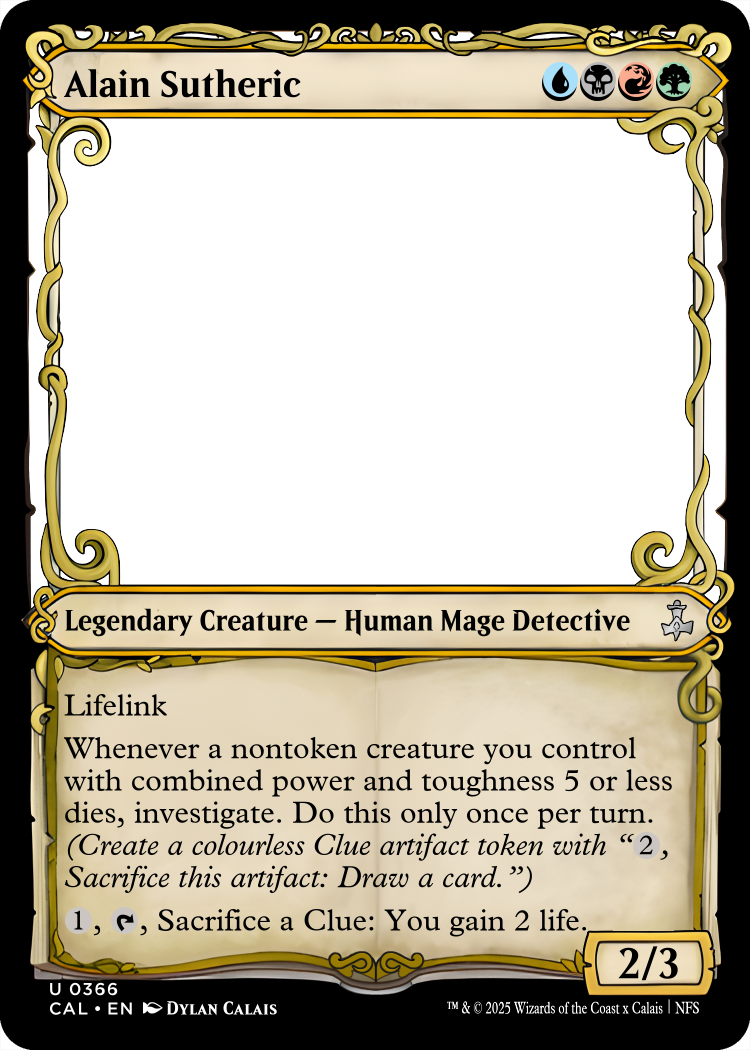 Alain Sutheric
Legendary Creature — Human Mage Detective
Lifelink
Whenever a nontoken creature you control
with combined power and toughness 5 or less
dies, investigate. Do this only once per turn.
(Create a colourless Clue artifact token with “2,
Sacrifice this artifact: Draw a card.”)
1, , Sacrifice a Clue: You gain 2 life.
2/3
U 0366
CAL • EN DYLAN CALAIS
™ & © 2025 Wizards of the Coast x Calais | NFS